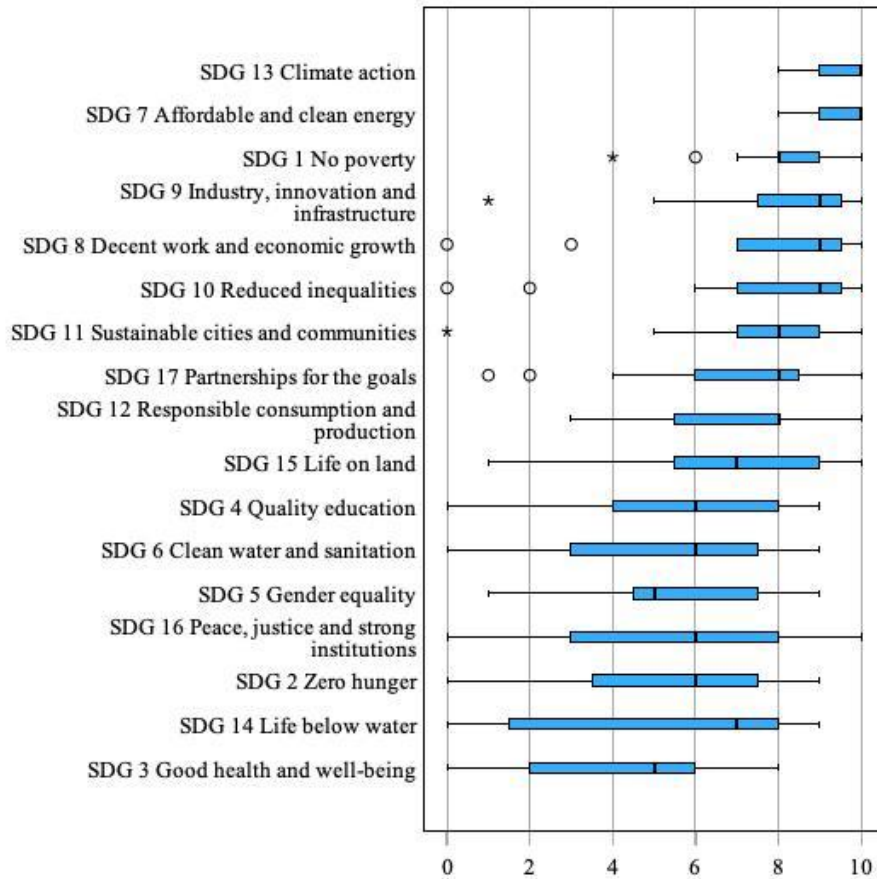 SDG 13 Climate action
SDG 7 Affordable and clean energy
SDG 1 No poverty
SDG 9 Industry, innovation and
infrastructure
SDG 8 Decent work and economic growth
SDG 10 Reduced inequalities
SDG 11 Sustainable cities and communities
SDG 17 Partnerships for the goals
SDG 12 Responsible consumption and
production
SDG 15 Life on land
SDG 4 Quality education
SDG 6 Clean water and sanitation
SDG 5 Gender equality
SDG 16 Peace, justice and strong
institutions
SDG 2 Zero hunger
SDG 14 Life below water
SDG 3 Good health and well-being
0 2 4 6 8 10